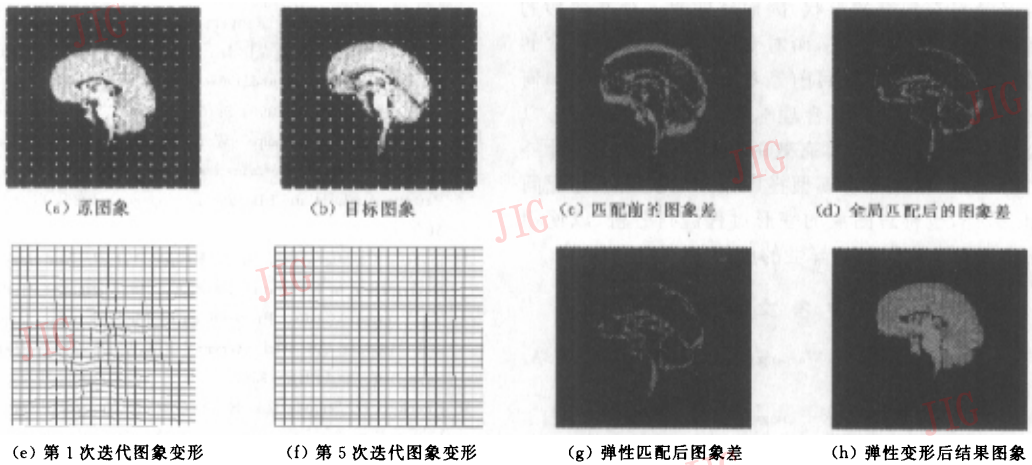 JIG
JIG
JIG
JIG
(a) 原图象
(b) 目标图象
(c) 匹配前的图象差
(d) 全局匹配后的图象差
JIG
JIG
JIG
(e) 第 1 次迭代图象变形
(f) 第 5 次迭代图象变形
(g) 弹性匹配后图象差
(h) 弹性变形后结果图象